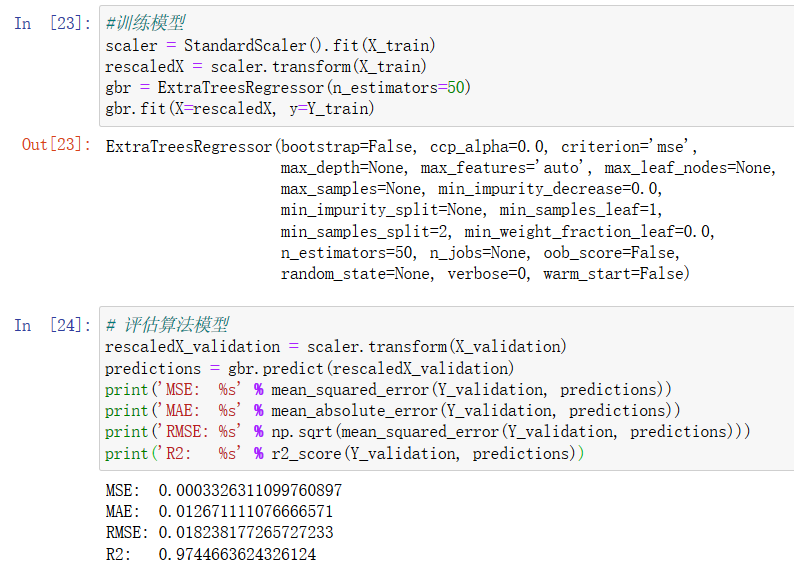 In [23]: #训练模型
scaler = StandardScaler().fit(X_train)
rescaledX = scaler.transform(X_train)
gbr = ExtraTreesRegressor(n_estimators=50)
gbr.fit(X=rescaledX, y=Y_train)
Out[23]: ExtraTreesRegressor(bootstrap=False, ccp_alpha=0.0, criterion='mse',
max_depth=None, max_features='auto', max_leaf_nodes=None,
max_samples=None, min_impurity_decrease=0.0,
min_impurity_split=None, min_samples_leaf=1,
min_samples_split=2, min_weight_fraction_leaf=0.0,
n_estimators=50, n_jobs=None, oob_score=False,
random_state=None, verbose=0, warm_start=False)
In [24]: # 评估算法模型
rescaledX_validation = scaler.transform(X_validation)
predictions = gbr.predict(rescaledX_validation)
print('MSE:  %s' % mean_squared_error(Y_validation, predictions))
print('MAE:  %s' % mean_absolute_error(Y_validation, predictions))
print('RMSE: %s' % np.sqrt(mean_squared_error(Y_validation, predictions)))
print('R2:   %s' % r2_score(Y_validation, predictions))
MSE:  0.0003326311099760897
MAE:  0.012671111076666571
RMSE: 0.018238177265727233
R2:   0.9744663624326124